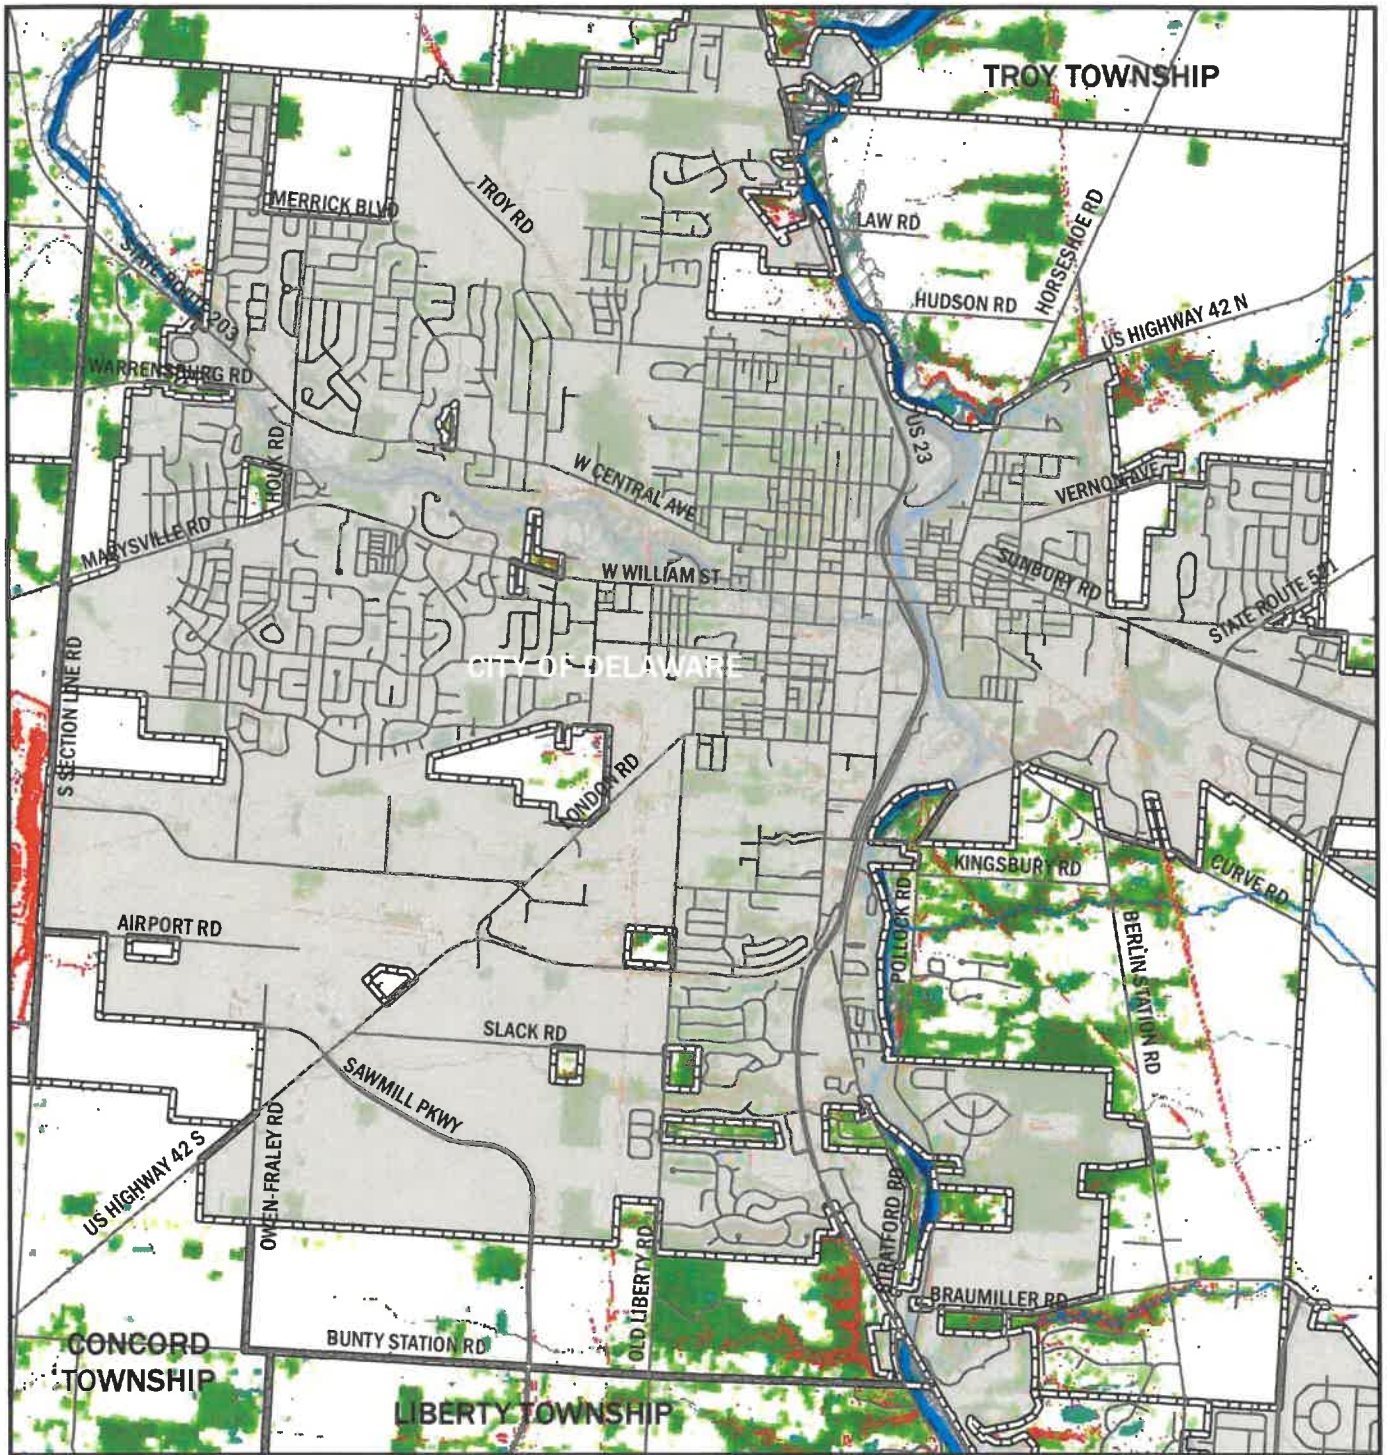 TROY TOWNSHIP
MERRICK BLVD
TROY RD
LAW RD
HORSESHOE RD
STATE ROUTE 203
HUDSON RD
US HIGHWAY 42 N
WARRENSBURG RD
HOUK RD
US 23
W CENTRAL AVE
VERNON AVE
MARYSVILLE RD
W WILLIAM ST
SUNBURY RD
STATE ROUTE 521
CITY OF DELAWARE
S SECTION LINE RD
LONDON RD
KINGSBURY RD
CURVE RD
POLLOCK RD
AIRPORT RD
BERLIN STATION RD
SLACK RD
SAWMILL PKWY
US HIGHWAY 42 S
OWEN-FRALEY RD
STRATFORD RD
OLD LIBERTY RD
BRAUMILLER RD
BUNTY STATION RD
CONCORD
TOWNSHIP
LIBERTY TOWNSHIP